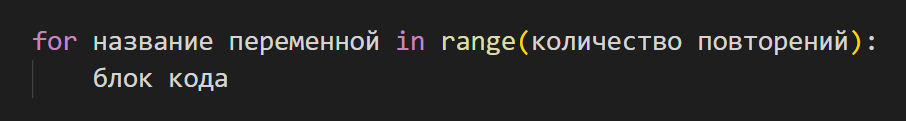 for название переменной in range(количество повторений):
    блок кода